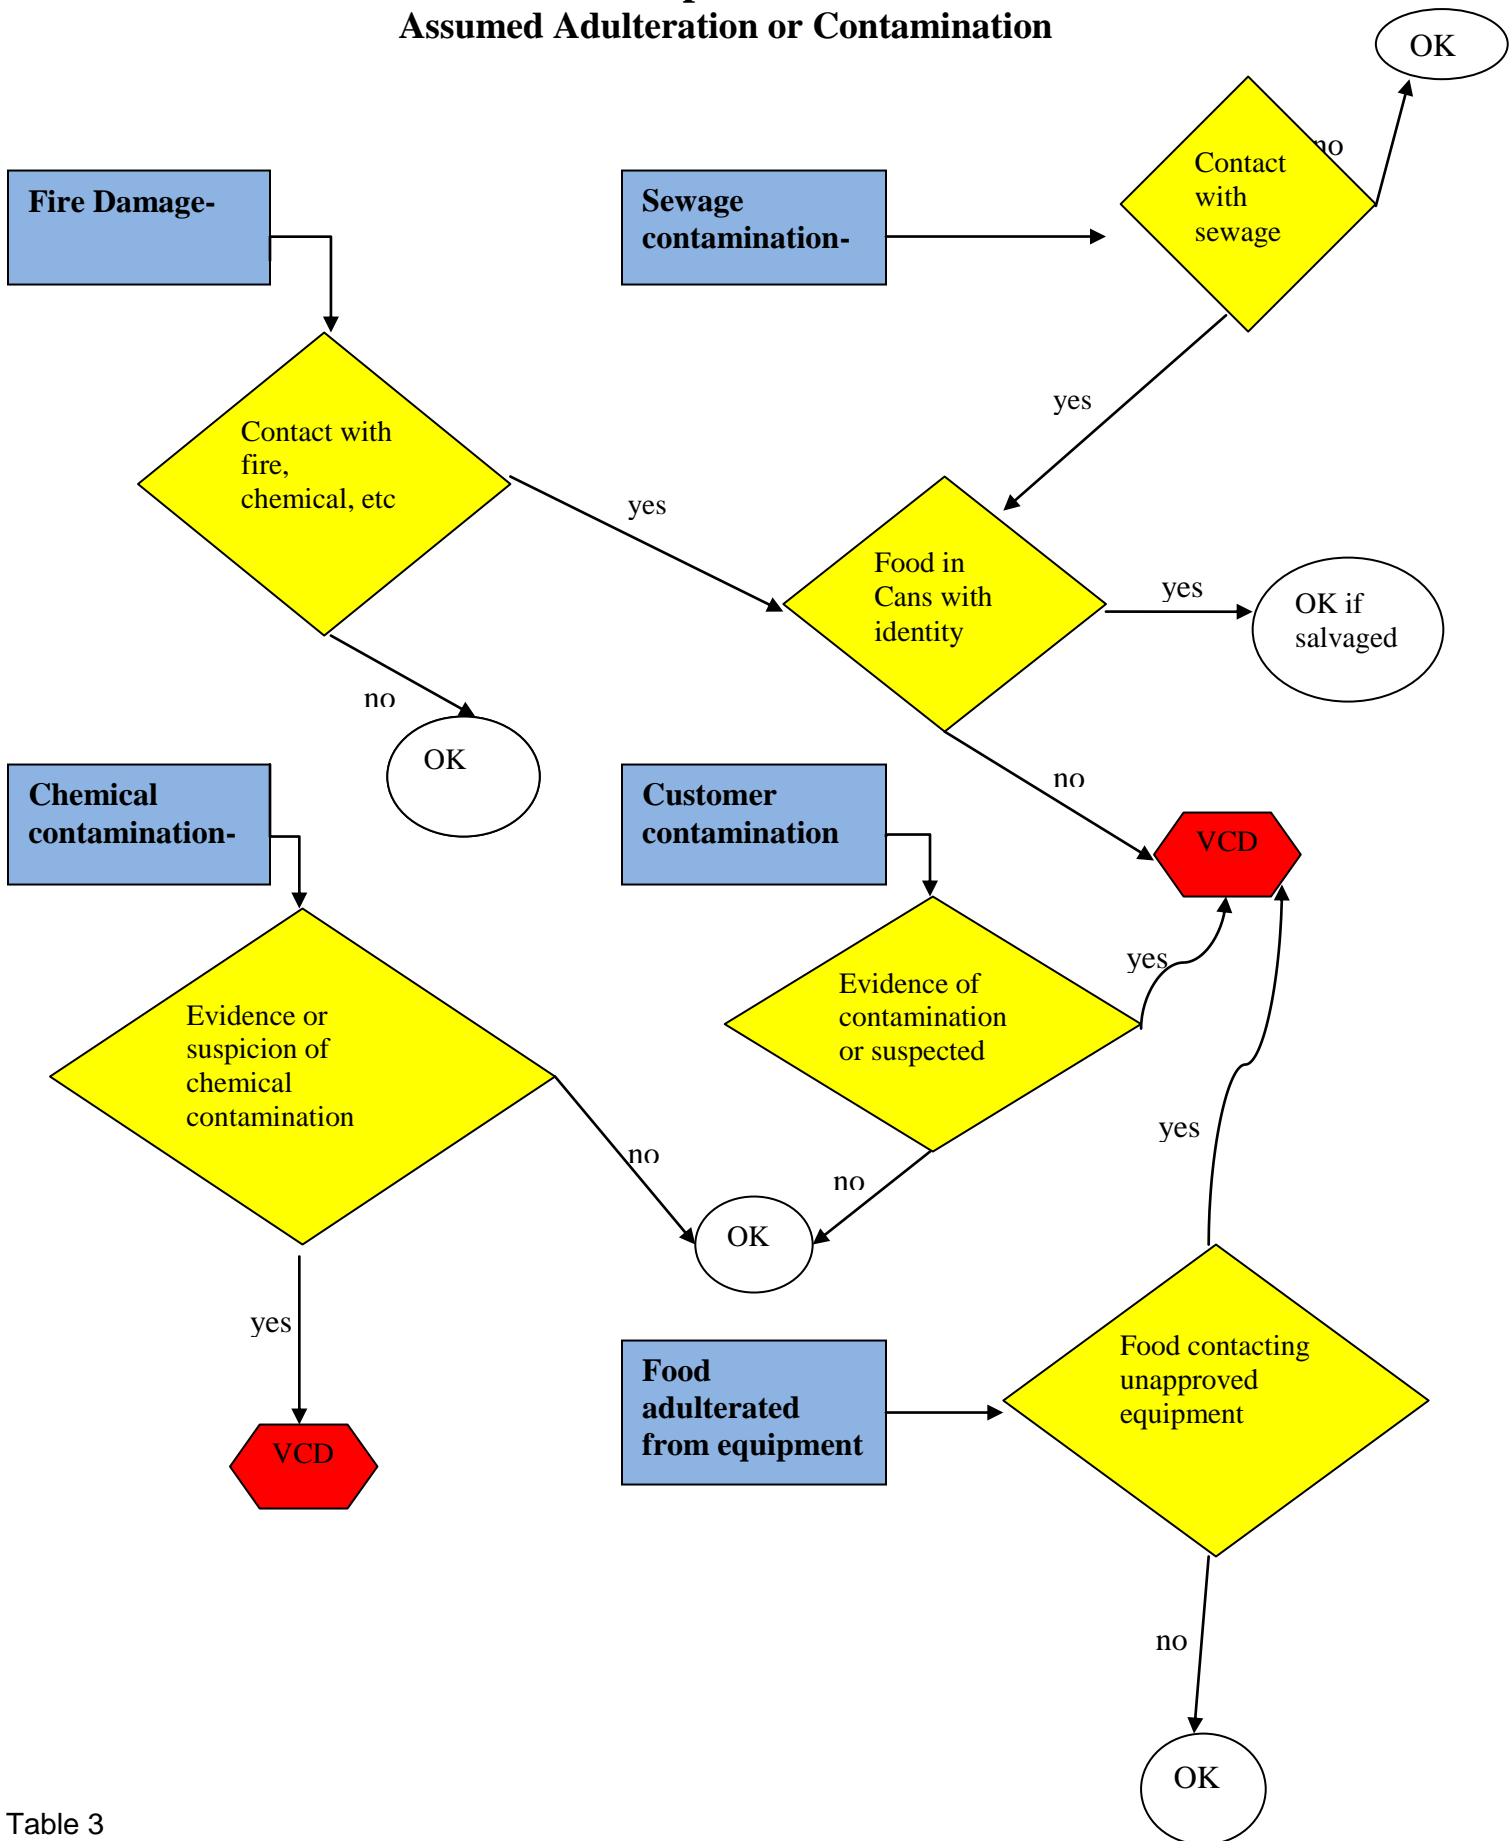 Assumed Adulteration or Contamination
OK
no
Contact
with
sewage
Fire Damage-
Sewage
contamination-
yes
Contact with
fire,
chemical, etc
yes
Food in
Cans with
identity
yes
OK if
salvaged
no
OK
no
Chemical
contamination-
Customer
contamination
VCD
yes
Evidence of
contamination
or suspected
Evidence or
suspicion of
chemical
contamination
yes
no
no
OK
yes
Food
adulterated
from equipment
Food contacting
unapproved
equipment
VCD
no
OK
Table 3